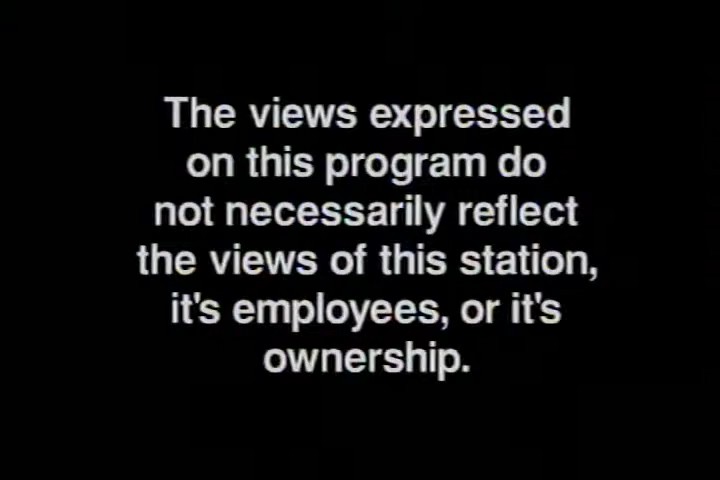 The views expressed
on this program do
not necessarily reflect
the views of this station,
it's employees, or it's
ownership.